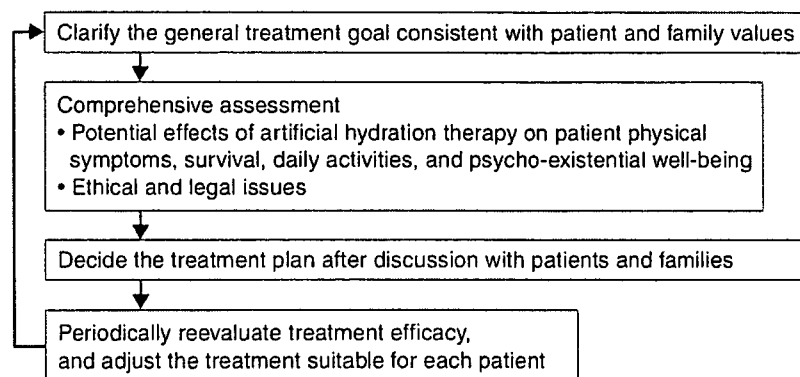 Clarify the general treatment goal consistent with patient and family values
Comprehensive assessment
• Potential effects of artificial hydration therapy on patient physical
symptoms, survival, daily activities, and psycho-existential well-being
• Ethical and legal issues
Decide the treatment plan after discussion with patients and families
Periodically reevaluate treatment efficacy,
and adjust the treatment suitable for each patient